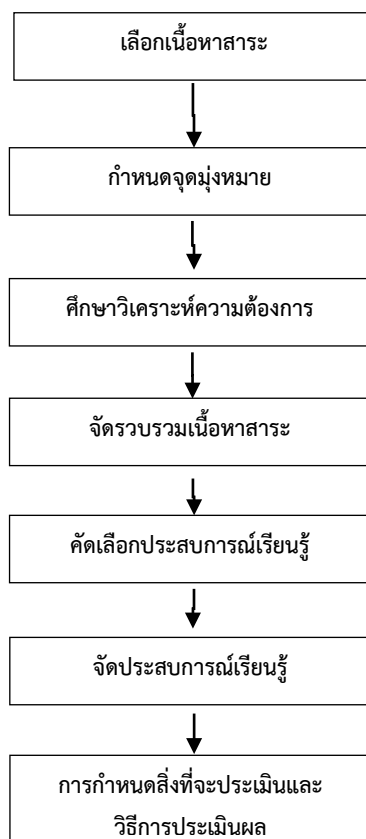 เลือกเนื้อหาสาระ
กำหนดจุดมุ่งหมาย
ศึกษาวิเคราะห์ความต้องการ
จัดรวบรวมเนื้อหาสาระ
คัดเลือกประสบการณ์เรียนรู้
จัดประสบการณ์เรียนรู้
การกำหนดสิ่งที่จะประเมินและ
วิธีการประเมินผล